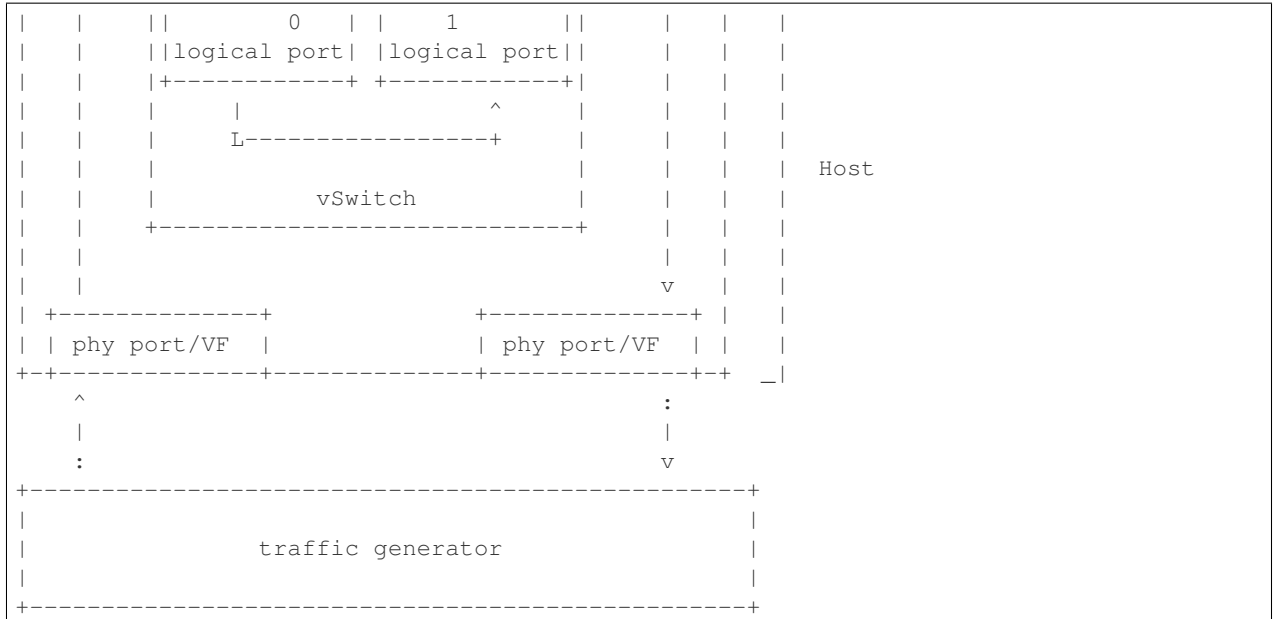 |   |    ||        0   | |    1       ||     |   |   |
|   |    ||logical port| |logical port||     |   |   |
|   |    |+------------+ +------------+|     |   |   |
|   |    |     |                 ^     |     |   |   |
|   |    |     L-----------------+     |     |   |   |
|   |    |                             |     |   |   |  Host
|   |    |           vSwitch           |     |   |   |
|   |    +-----------------------------+     |   |   |
|   |                                        |   |   |
|   |                                        v   |   |
| +--------------+              +--------------+ |   |
| | phy port/VF  |              | phy port/VF  | |   |
+-+--------------+--------------+--------------+-+  _|
    ^                                        :
    |                                        |
    :                                        v
+--------------------------------------------------+
|                                                  |
|                traffic generator                 |
|                                                  |
+--------------------------------------------------+